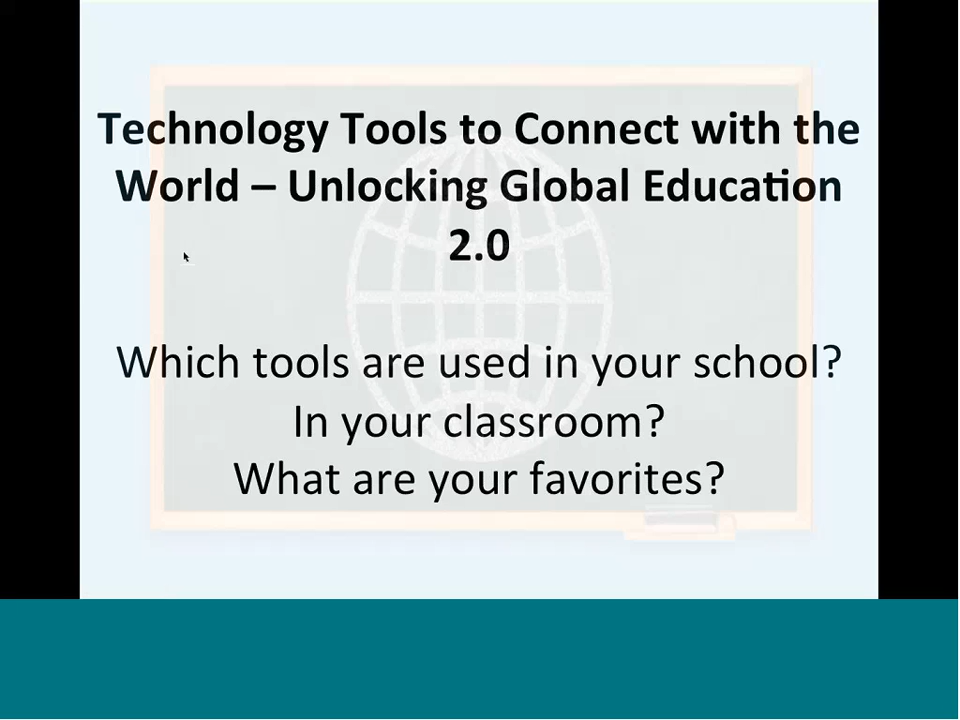 Technology Tools to Connect with the
World – Unlocking Global Education
2.0
Which tools are used in your school?
In your classroom?
What are your favorites?